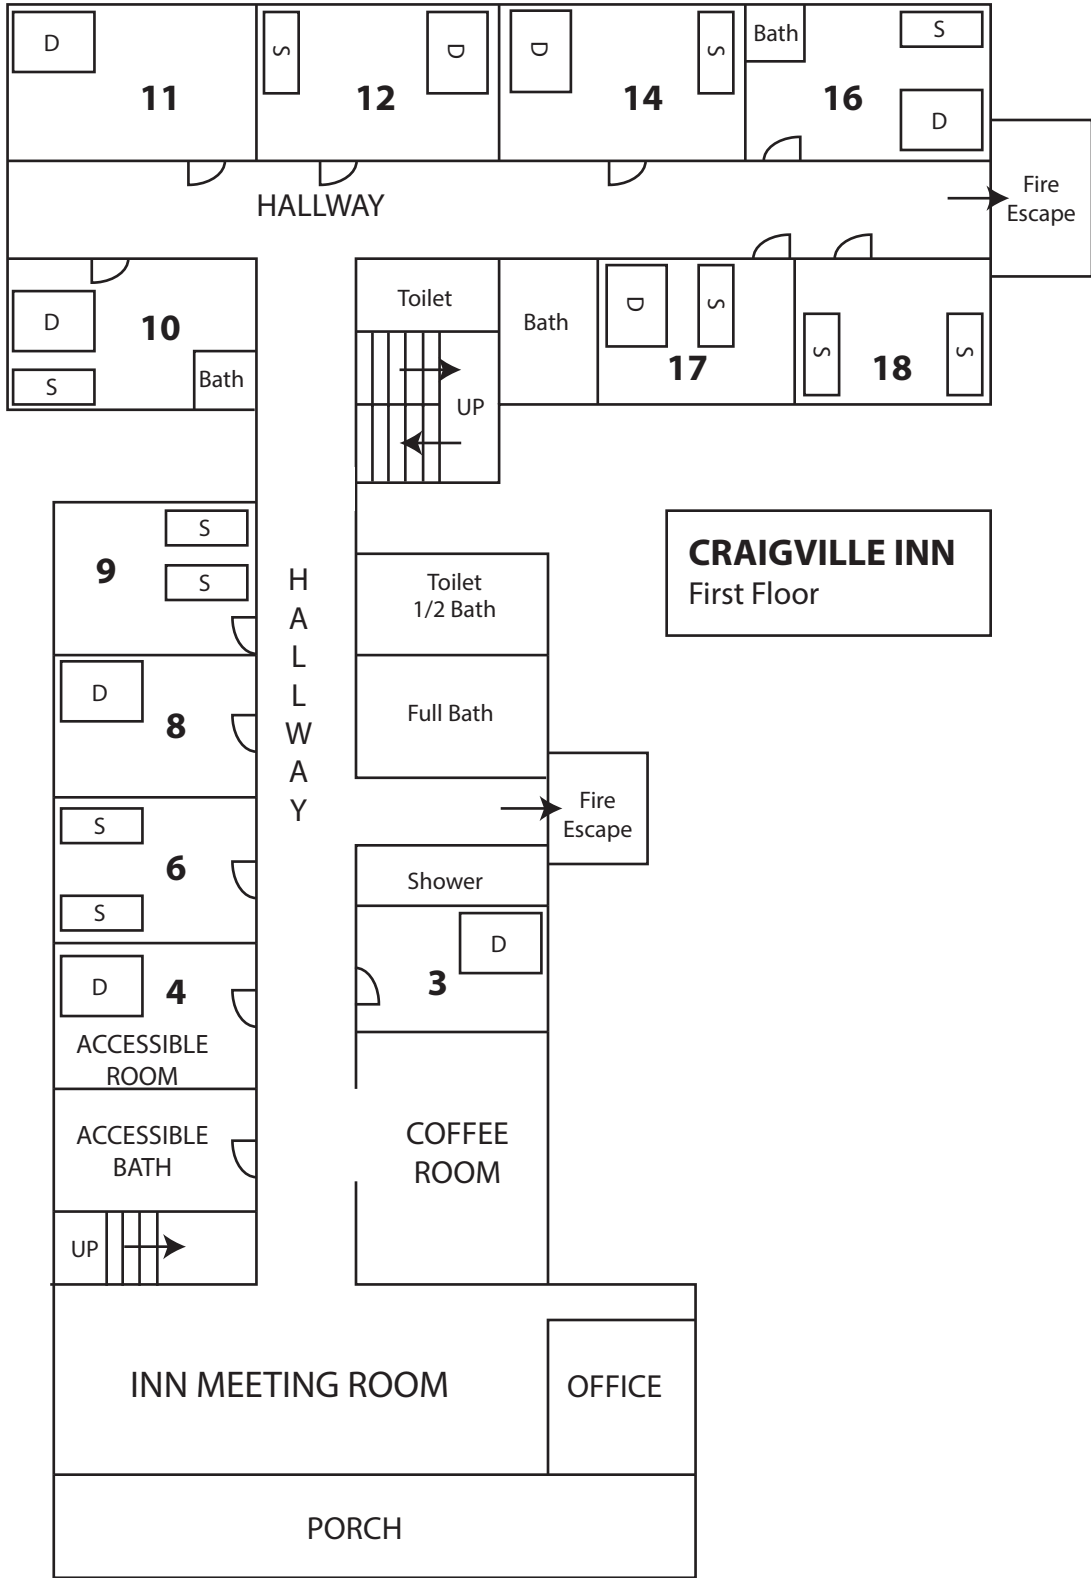 D
11
S
12
D
D
14
S
Bath
16
S
D
HALLWAY
Fire
Escape
D
10
S
Bath
Toilet
UP
Bath
D
S
17
S
18
S
9
S
S
H
A
L
L
W
A
Y
Toilet
1/2 Bath
CRAIGVILLE INN
First Floor
D
8
Full Bath
Fire
Escape
S
6
S
Shower
D
3
D
4
ACCESSIBLE
ROOM
ACCESSIBLE
BATH
COFFEE
ROOM
UP
INN MEETING ROOM
OFFICE
PORCH